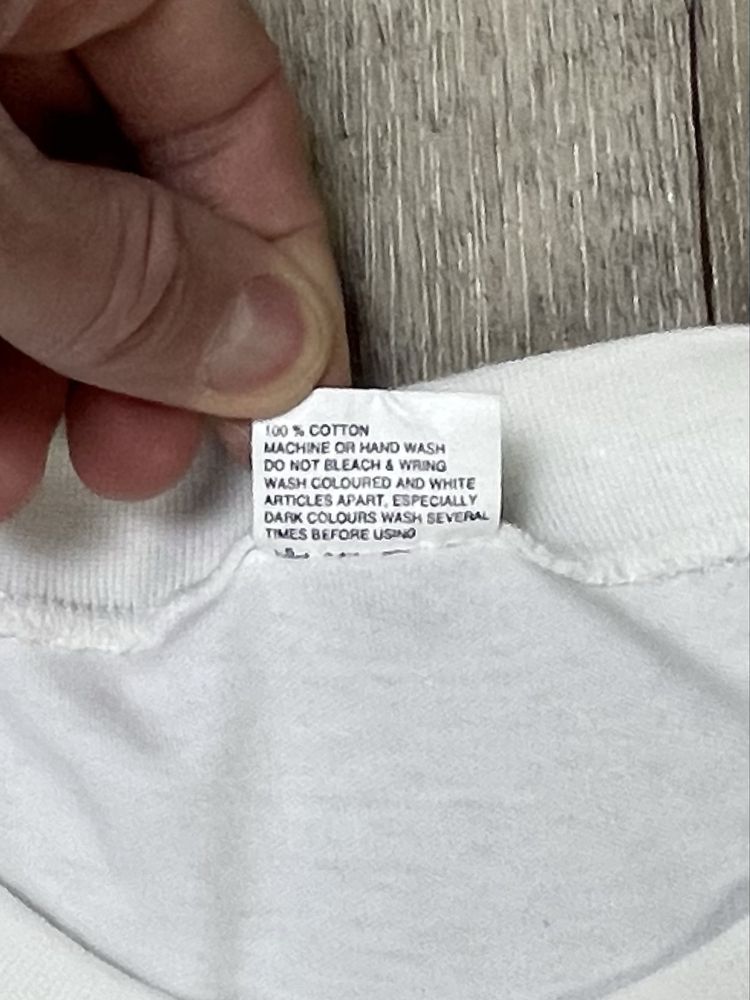 100 % COTTON
MACHINE OR HAND WASH
DO NOT BLEACH & WRING
WASH COLOURED AND WHITE
ARTICLES APART, ESPECIALLY
DARK COLOURS WASH SEVERAL
TIMES BEFORE USING